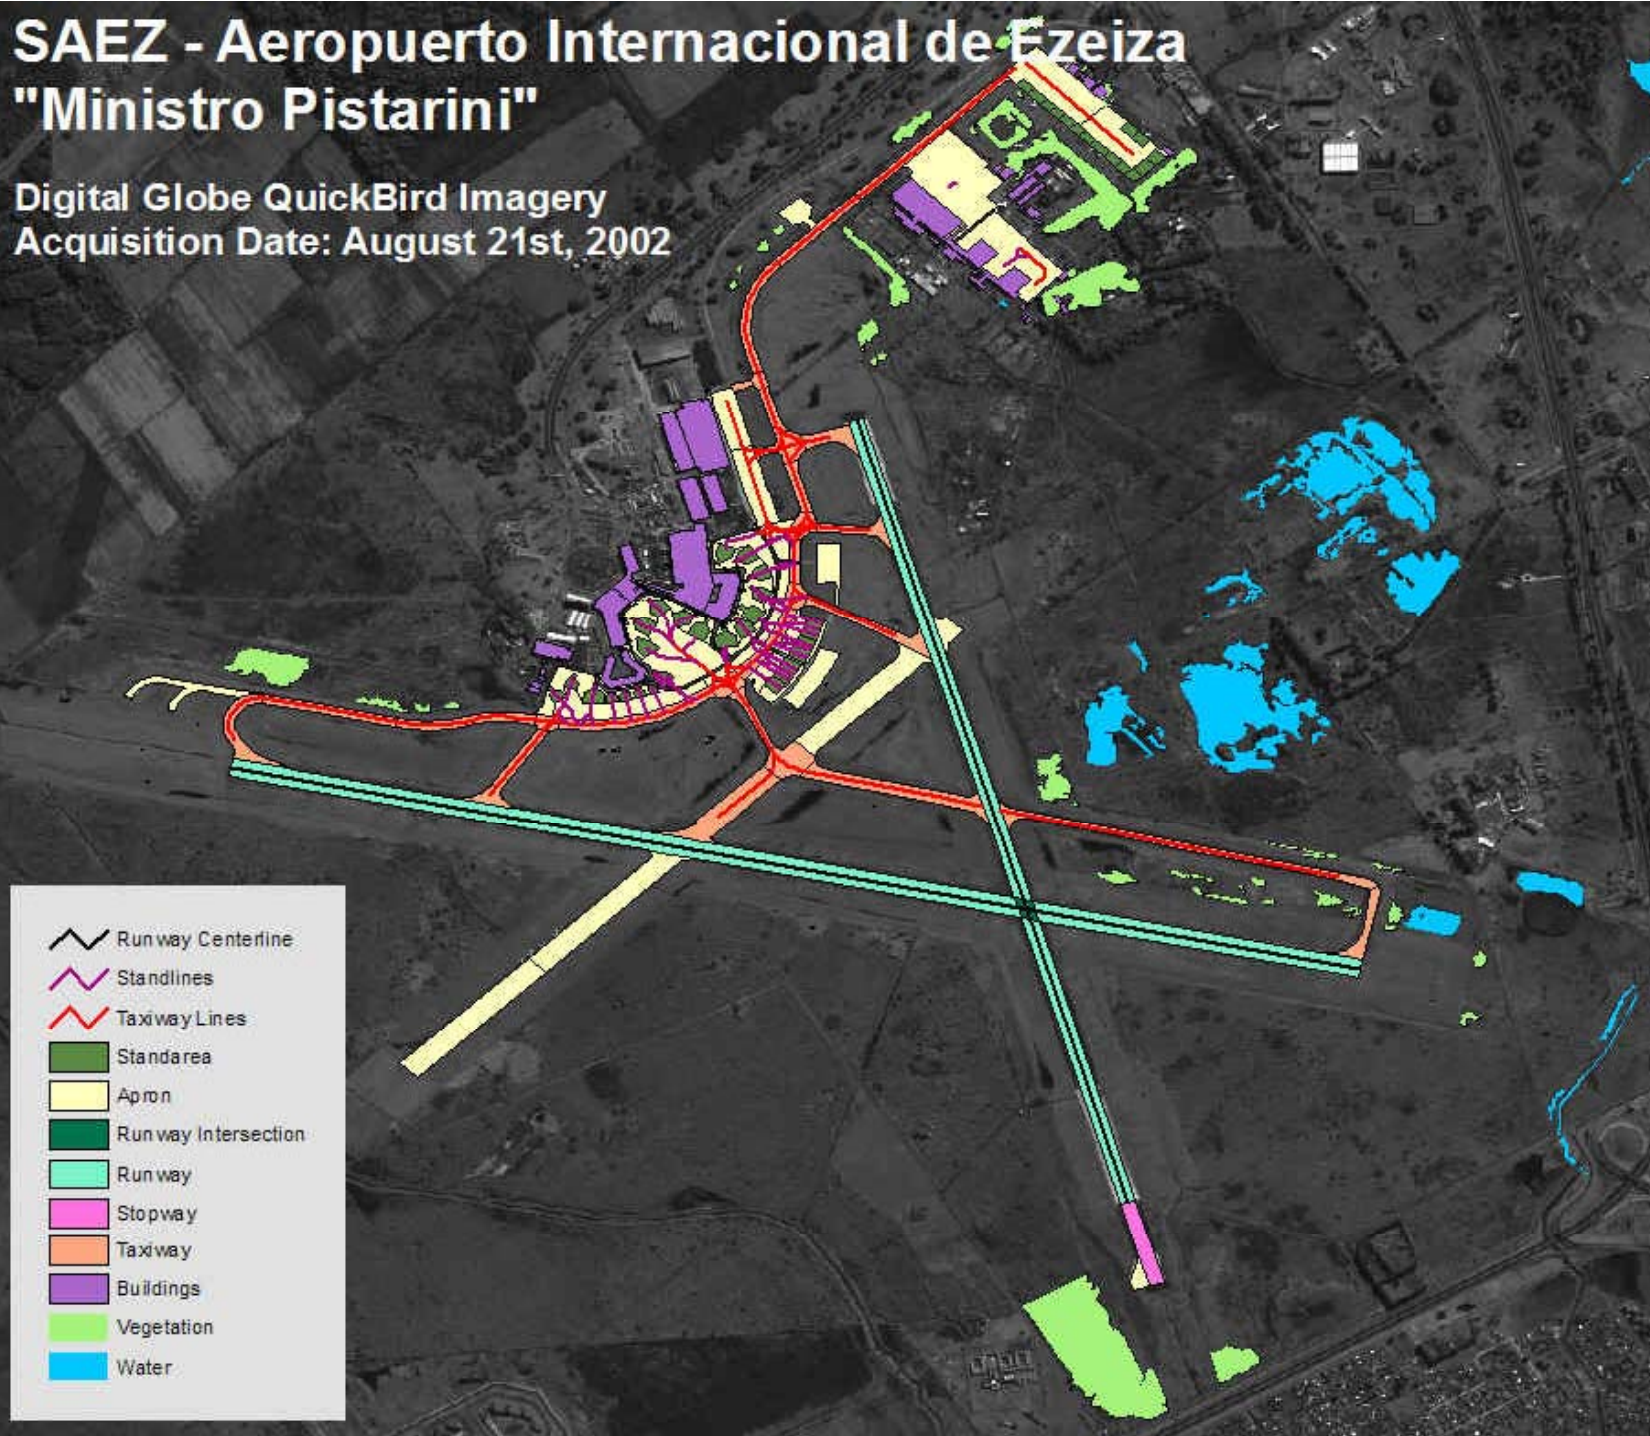 SAEZ - Aeropuerto Internacional de Ezeiza
"Ministro Pistarini"
Digital Globe QuickBird Imagery
Acquisition Date: August 21st, 2002
Runway Centerline
Standlines
Taxiway Lines
Standarea
Apron
Runway Intersection
Runway
Stopway
Taxiway
Buildings
Vegetation
Water